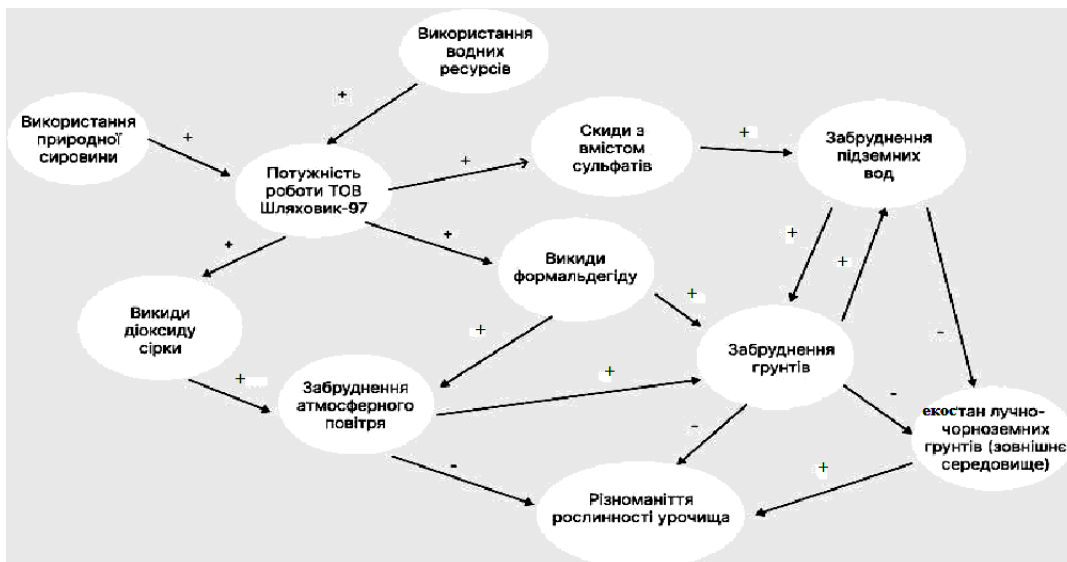 Використання
водних
ресурсів
+
Використання
природної
сировини
+
Потужність
роботи ТОВ
Шляховик-97
+
Скиди з
вмістом
сульфатів
+
Забруднення
підземних
вод
+
+
Викиди
формальдегіду
+
+
+
+
-
Викиди
діоксиду
сірки
+
Забруднення
атмосферного
повітря
+
Забруднення
грунтів
-
-
екостан лучно-
чорноземних
грунтів (зовнішнє
середовище)
-
+
Різноманіття
рослинності урочища